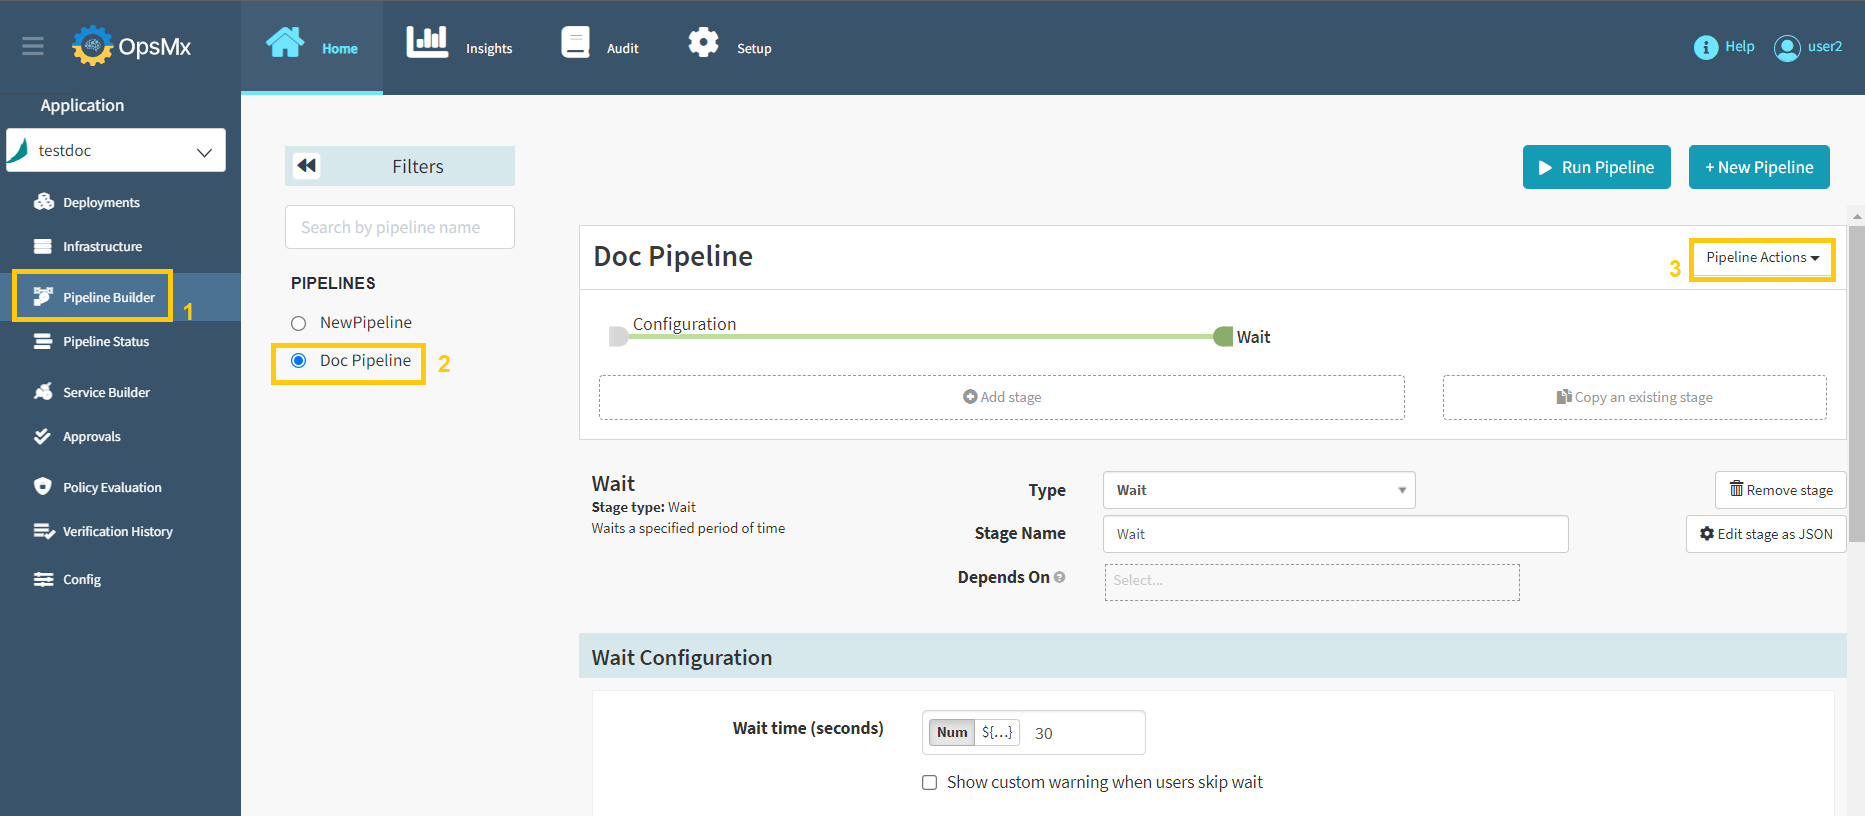 OpsMx
Home
Insights
Audit
Setup
Help
user2
Application
testdoc
Deployments
Infrastructure
Pipeline Builder
1
Pipeline Status
Service Builder
Approvals
Policy Evaluation
Verification History
Config
Filters
Search by pipeline name
PIPELINES
NewPipeline
Doc Pipeline
2
Run Pipeline
+ New Pipeline
Doc Pipeline
3
Pipeline Actions
Configuration
Wait
Add stage
Copy an existing stage
Wait
Stage type: Wait
Waits a specified period of time
Type
Wait
Remove stage
Stage Name
Wait
Edit stage as JSON
Depends On
Select...
Wait Configuration
Wait time (seconds)
Num
${...}
30
Show custom warning when users skip wait